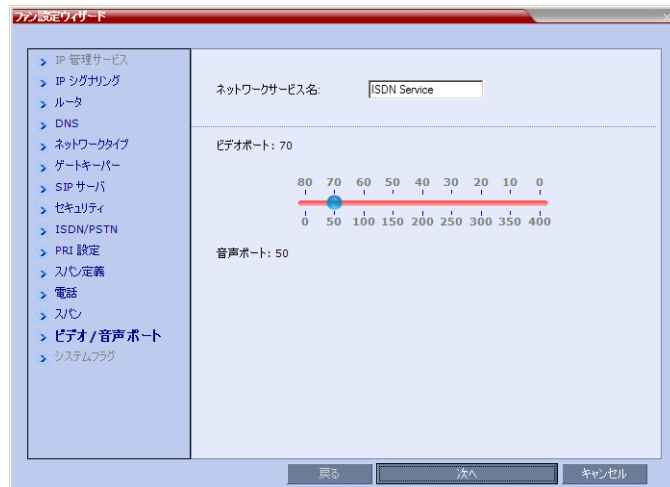 ファン設定ウィザード
IP 管理サービス
IP シグナリング
ルータ
DNS
ネットワークタイプ
ゲートキーパー
SIP サーバ
セキュリティ
ISDN/PSTN
PRI 設定
スパン定義
電話
スパン
ビデオ / 音声ポート
システムフラグ
ネットワークサービス名:
ISDN Service
ビデオポート: 70
80 70 60 50 40 30 20 10 0
0 50 100 150 200 250 300 350 400
音声ポート: 50
戻る 次へ キャンセル